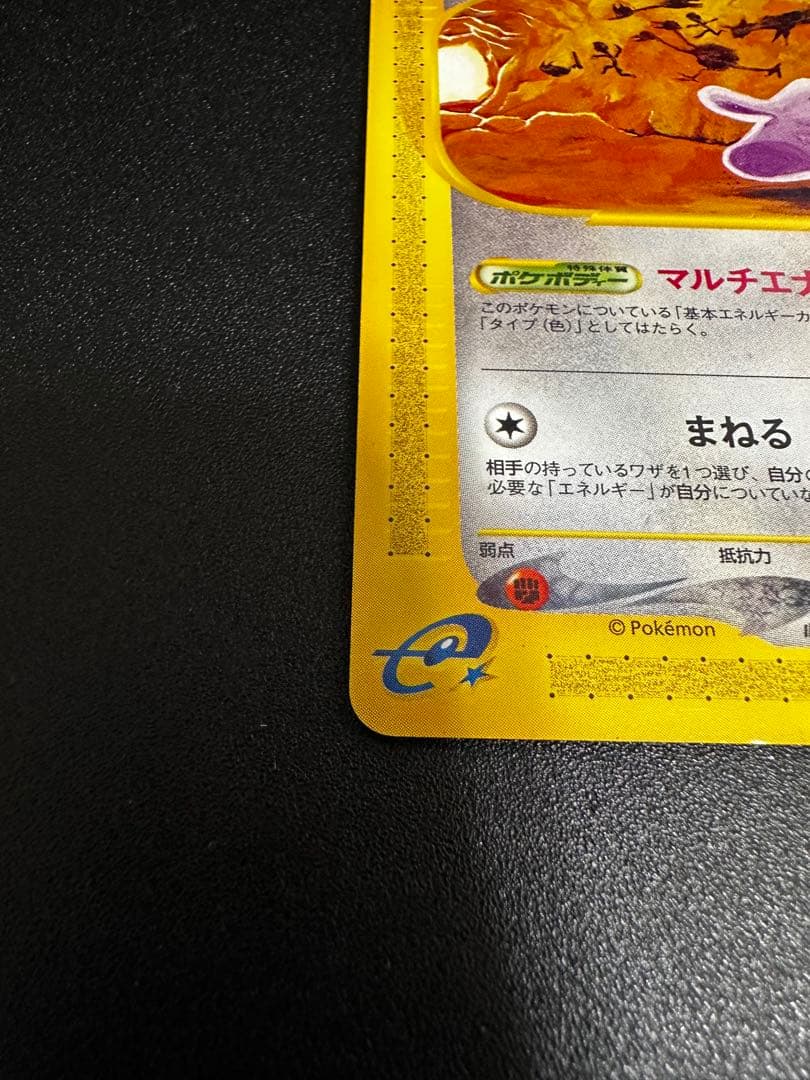 特殊体質
ポケボディー マルチエナ
このポケモンについている「基本エネルギーカ
「タイプ(色)」としてはたらく。
まねる
相手の持っているワザを1つ選び、自分の
必要な「エネルギー」が自分についていな
弱点 抵抗力
© Pokémon
e